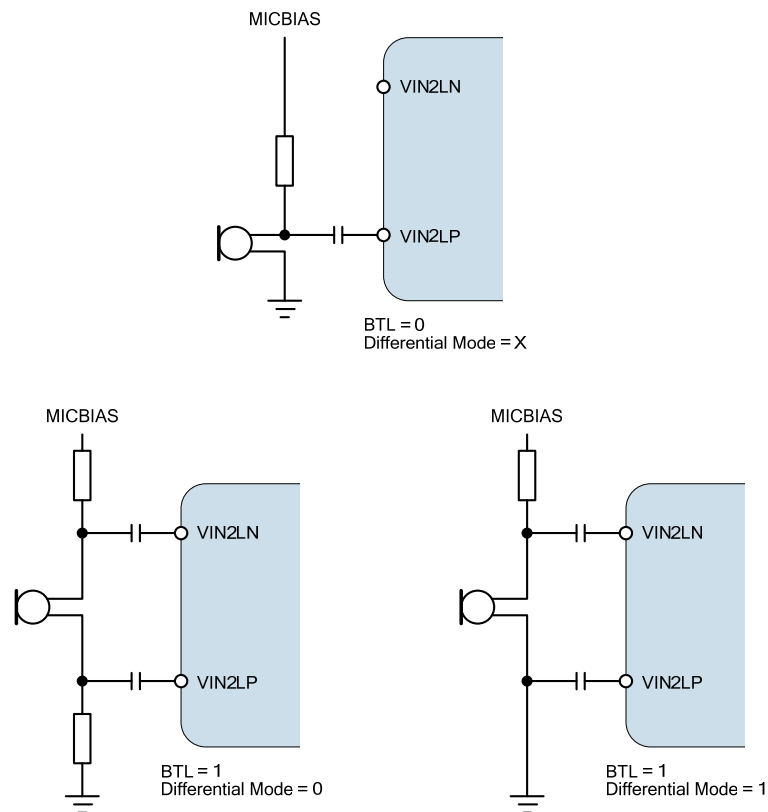 MICBIAS
VIN2LN
VIN2LP
BTL = 0
Differential Mode = X
MICBIAS
VIN2LN
VIN2LP
BTL = 1
Differential Mode = 0
MICBIAS
VIN2LN
VIN2LP
BTL = 1
Differential Mode = 1